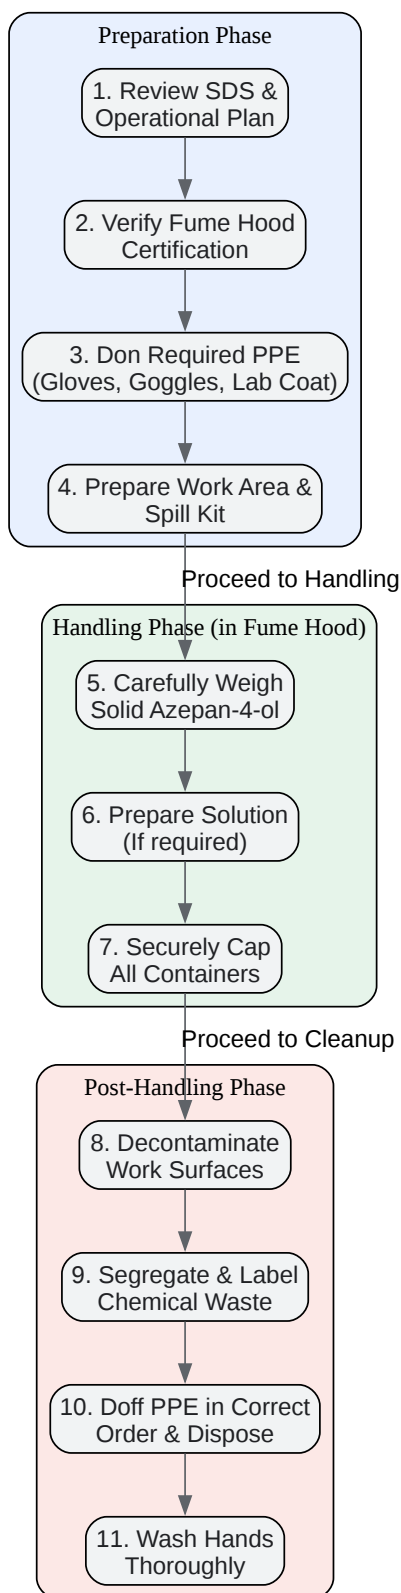 Preparation Phase
1. Review SDS &
Operational Plan
2. Verify Fume Hood
Certification
3. Don Required PPE
(Gloves, Goggles, Lab Coat)
4. Prepare Work Area &
Spill Kit
Proceed to Handling
Handling Phase (in Fume Hood)
5. Carefully Weigh
Solid Azepan-4-ol
6. Prepare Solution
(If required)
7. Securely Cap
All Containers
Proceed to Cleanup
Post-Handling Phase
8. Decontaminate
Work Surfaces
9. Segregate & Label
Chemical Waste
10. Doff PPE in Correct
Order & Dispose
11. Wash Hands
Thoroughly